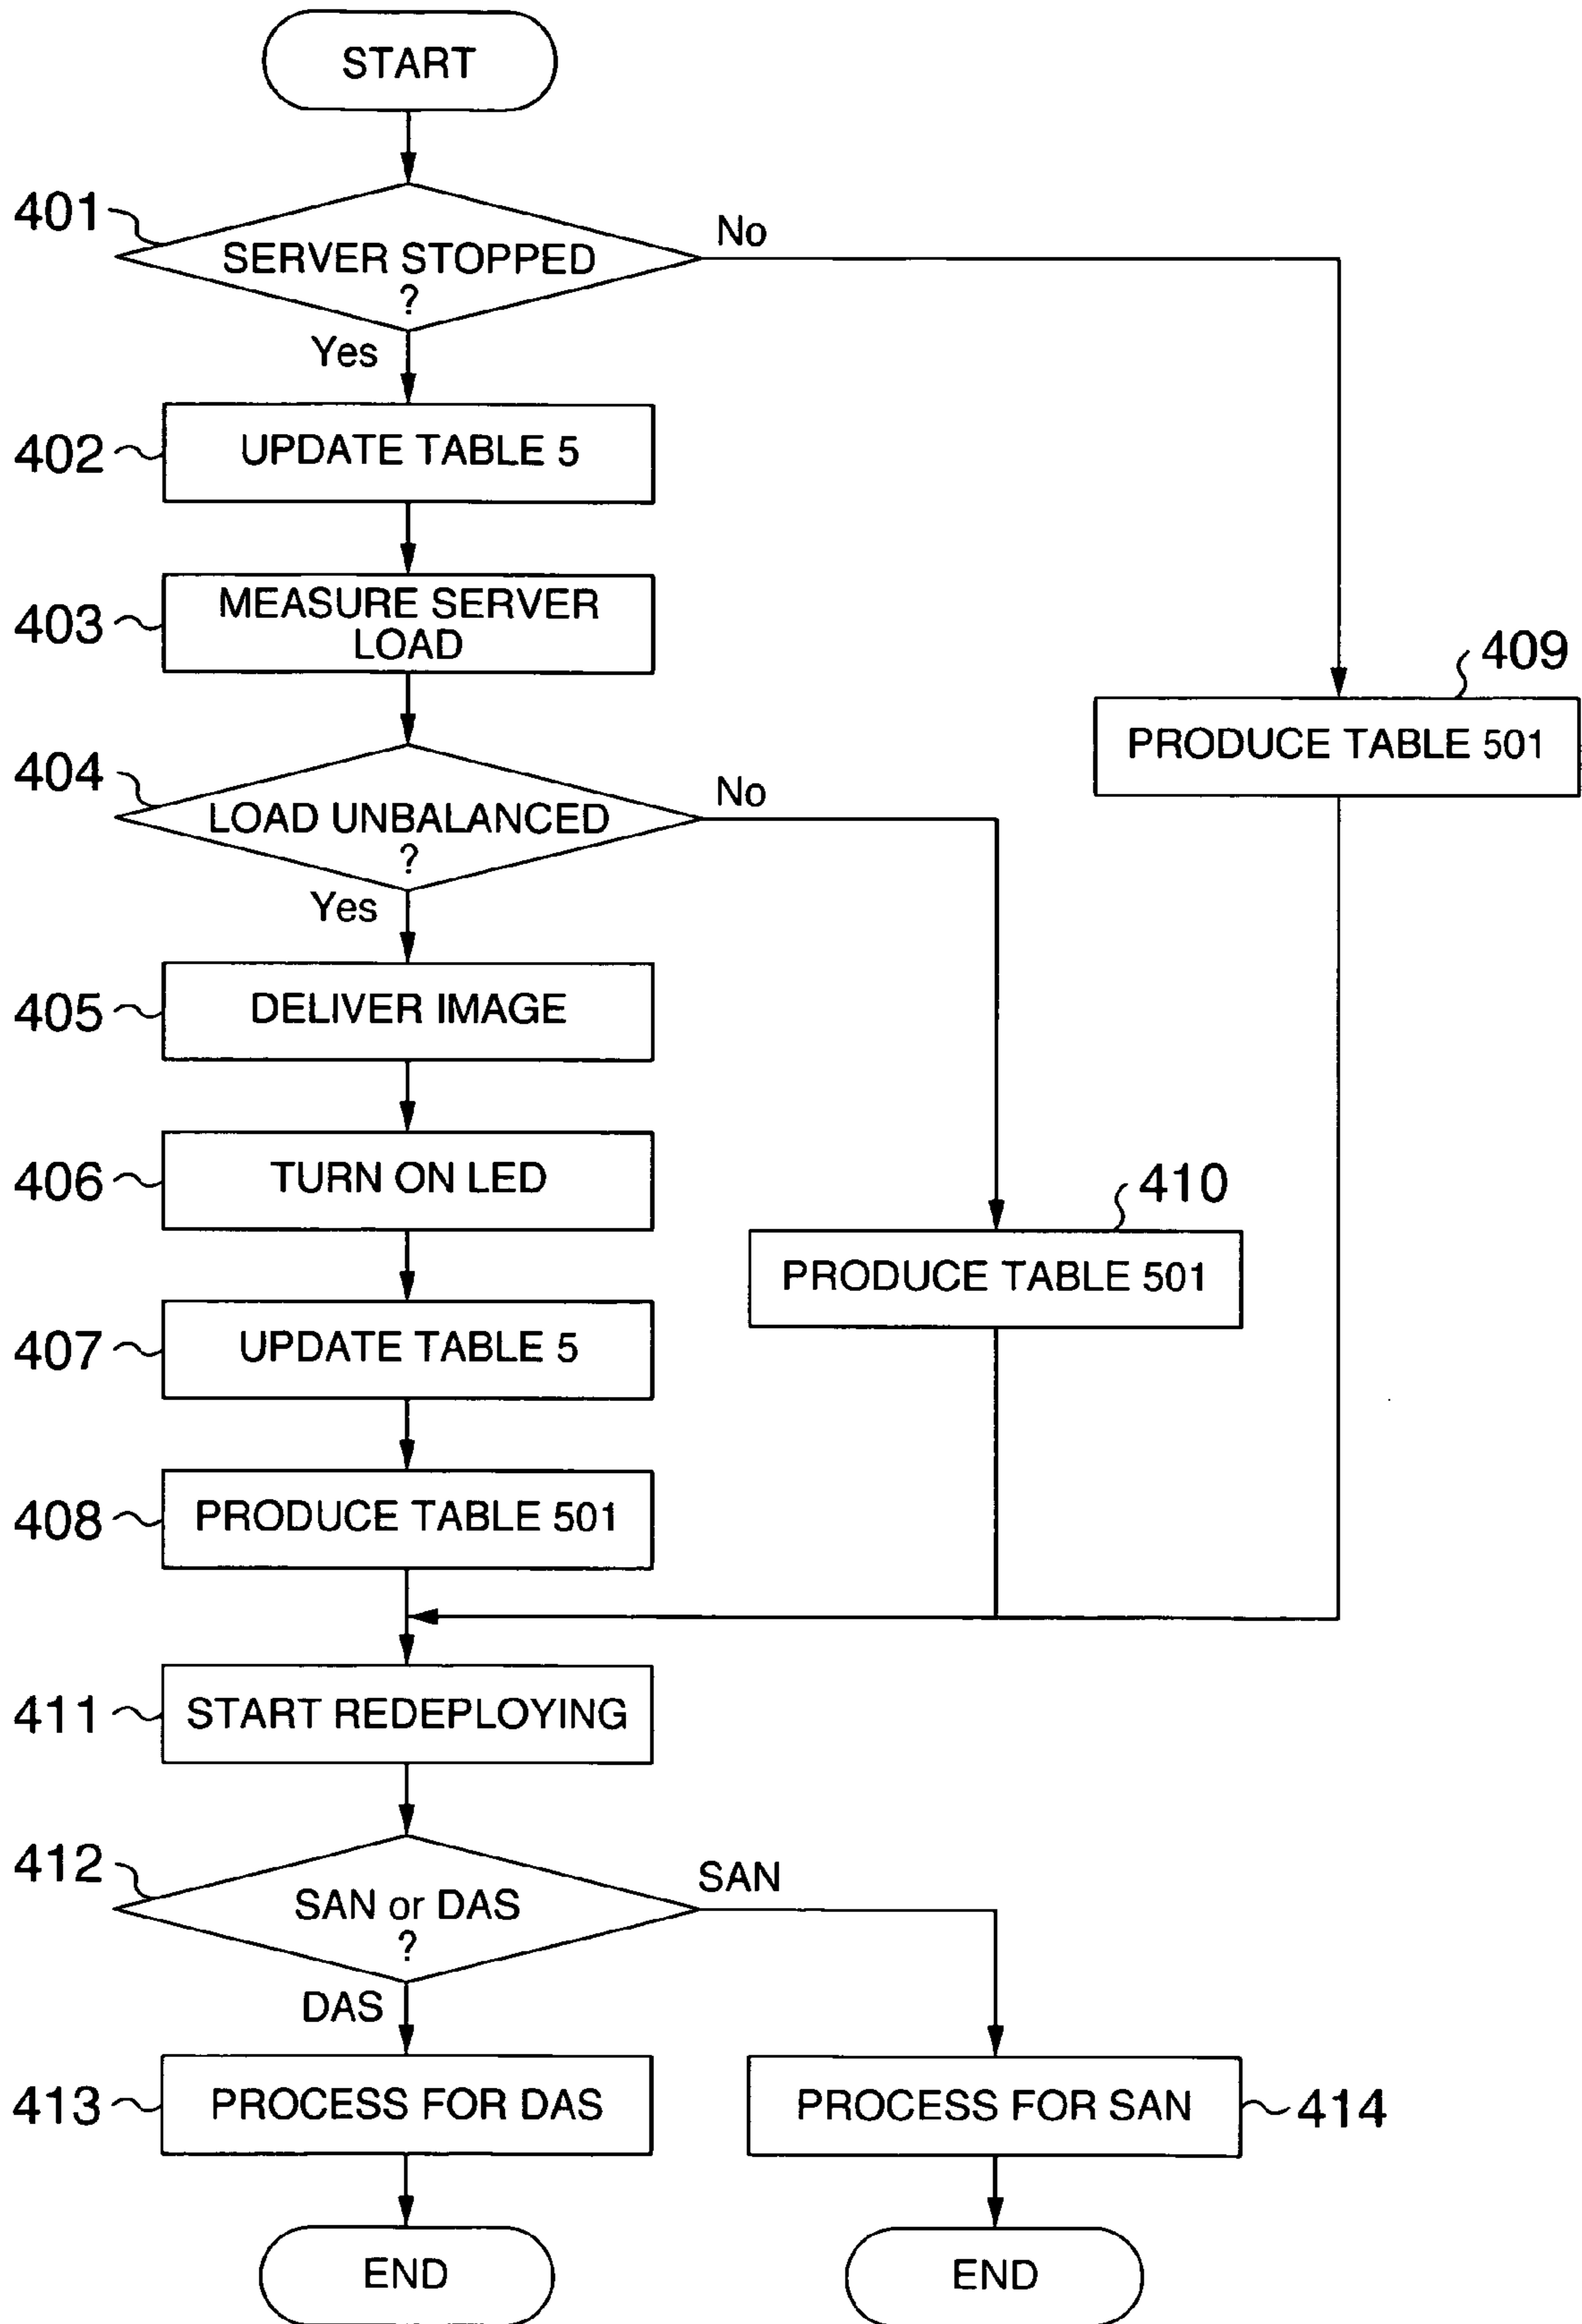 START
401
SERVER STOPPED
?
No
Yes
402
UPDATE TABLE 5
403
MEASURE SERVER
LOAD
409
PRODUCE TABLE 501
404
LOAD UNBALANCED
?
No
Yes
405
DELIVER IMAGE
406
TURN ON LED
410
PRODUCE TABLE 501
407
UPDATE TABLE 5
408
PRODUCE TABLE 501
411
START REDEPLOYING
412
SAN or DAS
?
SAN
DAS
413
PROCESS FOR DAS
PROCESS FOR SAN
414
END
END